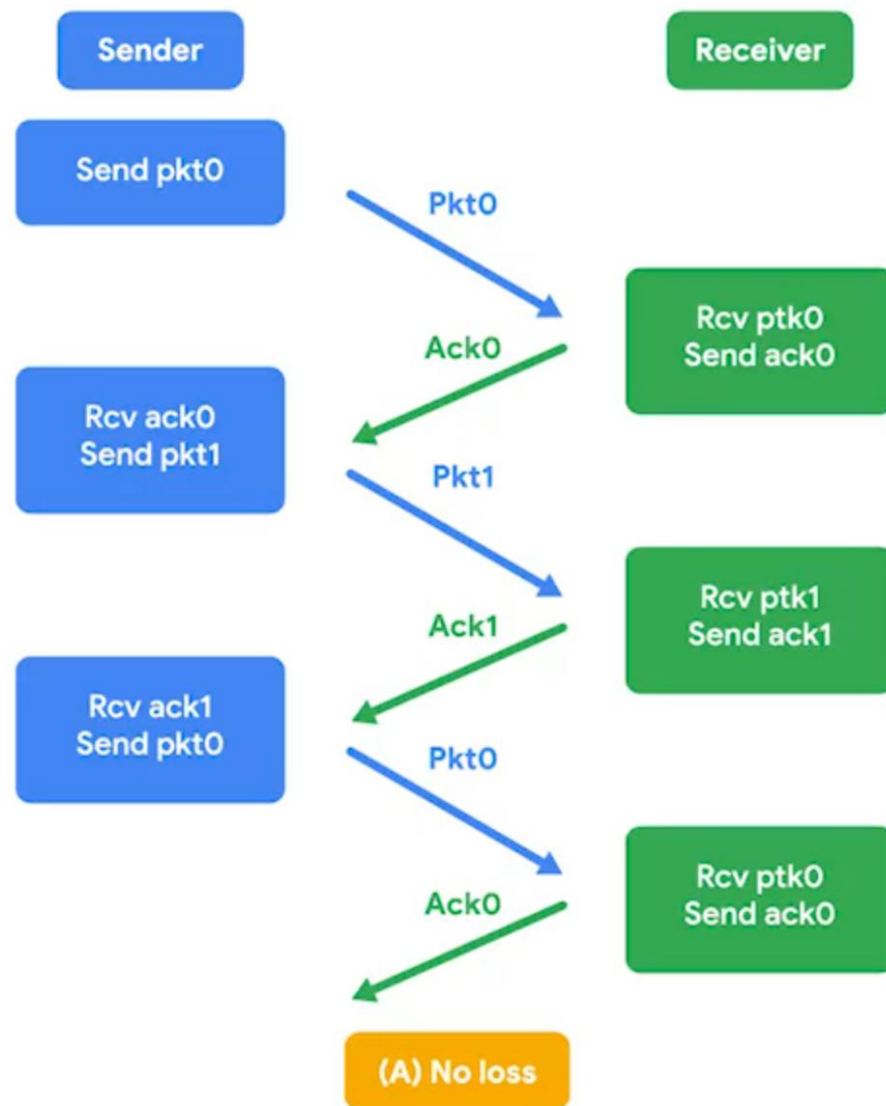 Sender
Receiver
Send pkt0
Pkt0
Rcv ptk0
Send ack0
Ack0
Rcv ack0
Send pkt1
Pkt1
Rcv ptk1
Send ack1
Ack1
Rcv ack1
Send pkt0
Pkt0
Rcv ptk0
Send ack0
Ack0
(A) No loss